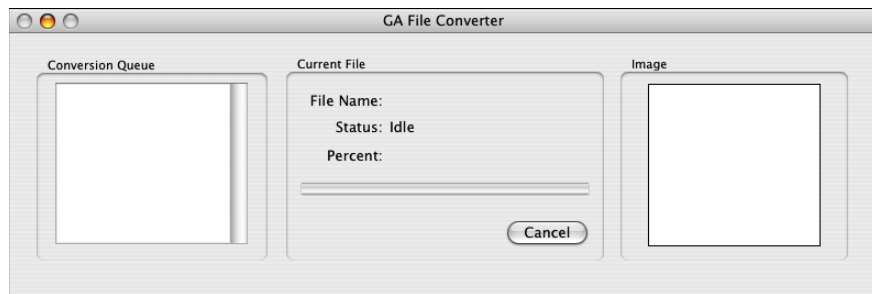 GA File Converter
Conversion Queue
Current File
Image
File Name:
Status: Idle
Percent:
Cancel